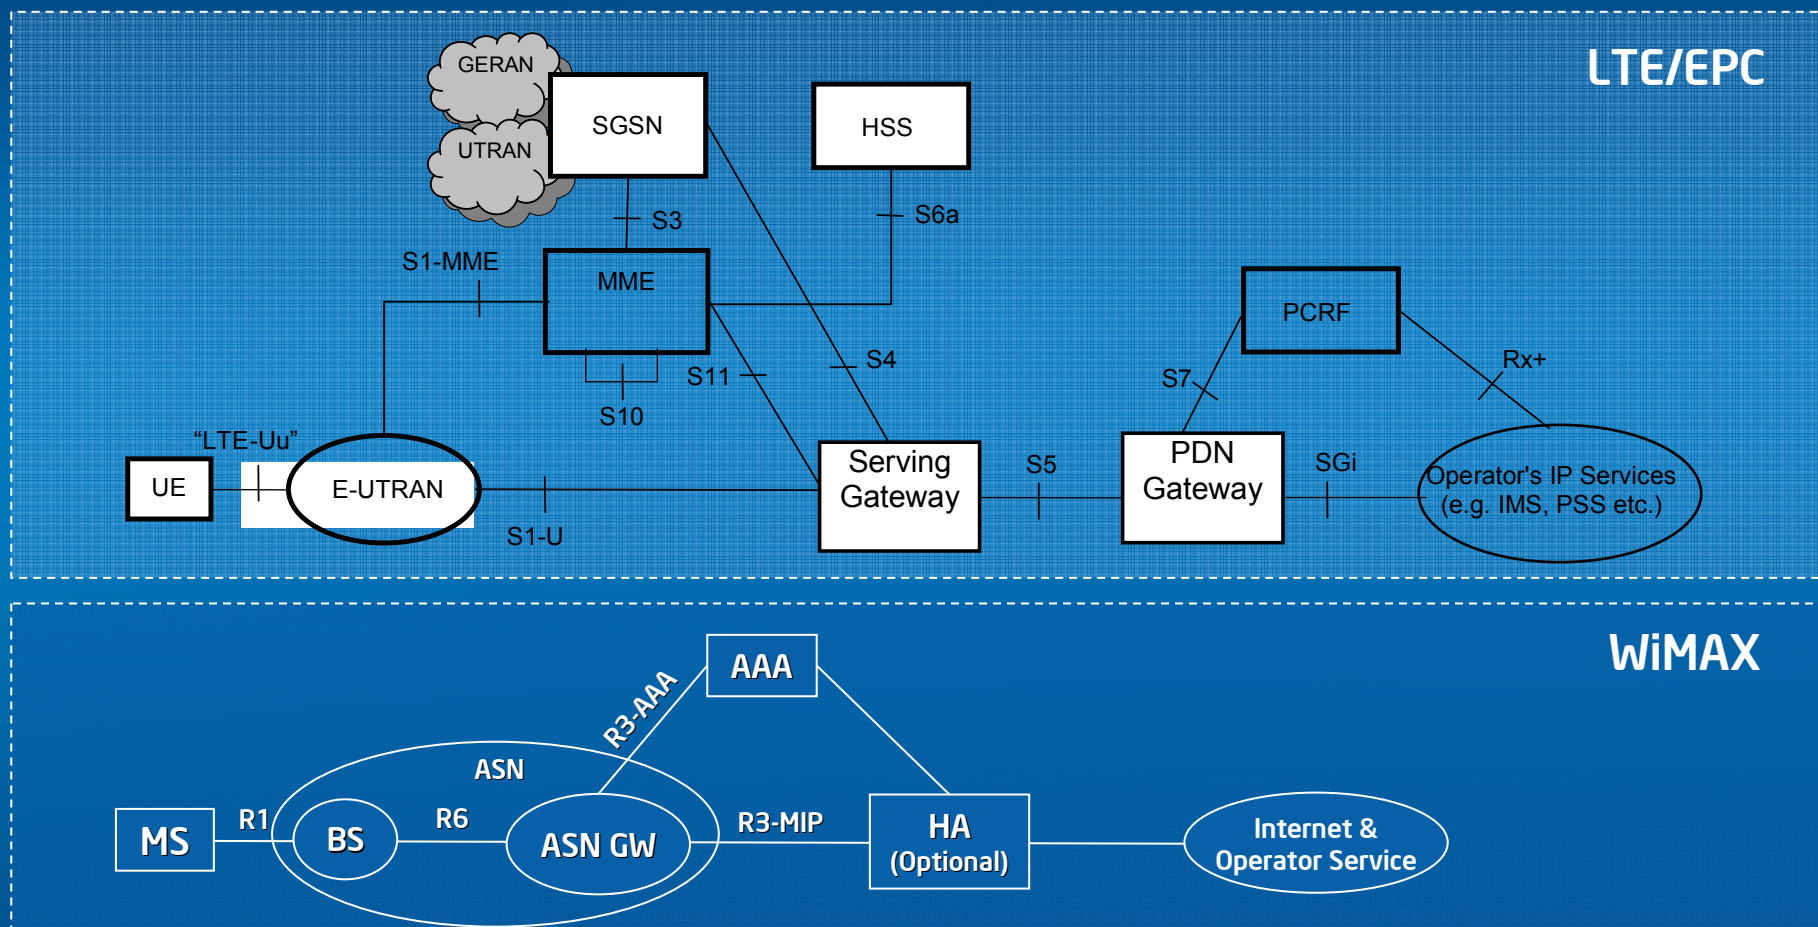 LTE/EPC
GERAN
SGSN
HSS
UTRAN
S3
S6a
S1-MME
MME
PCRF
S11
S4
S7
Rx+
S10
“LTE-Uu”
UE
E-UTRAN
Serving
Gateway
S5
PDN
Gateway
SGi
Operator's IP Services
(e.g. IMS, PSS etc.)
S1-U
WiMAX
AAA
R3-AAA
ASN
MS
R1
BS
R6
ASN GW
R3-MIP
HA
(Optional)
Internet &
Operator Service